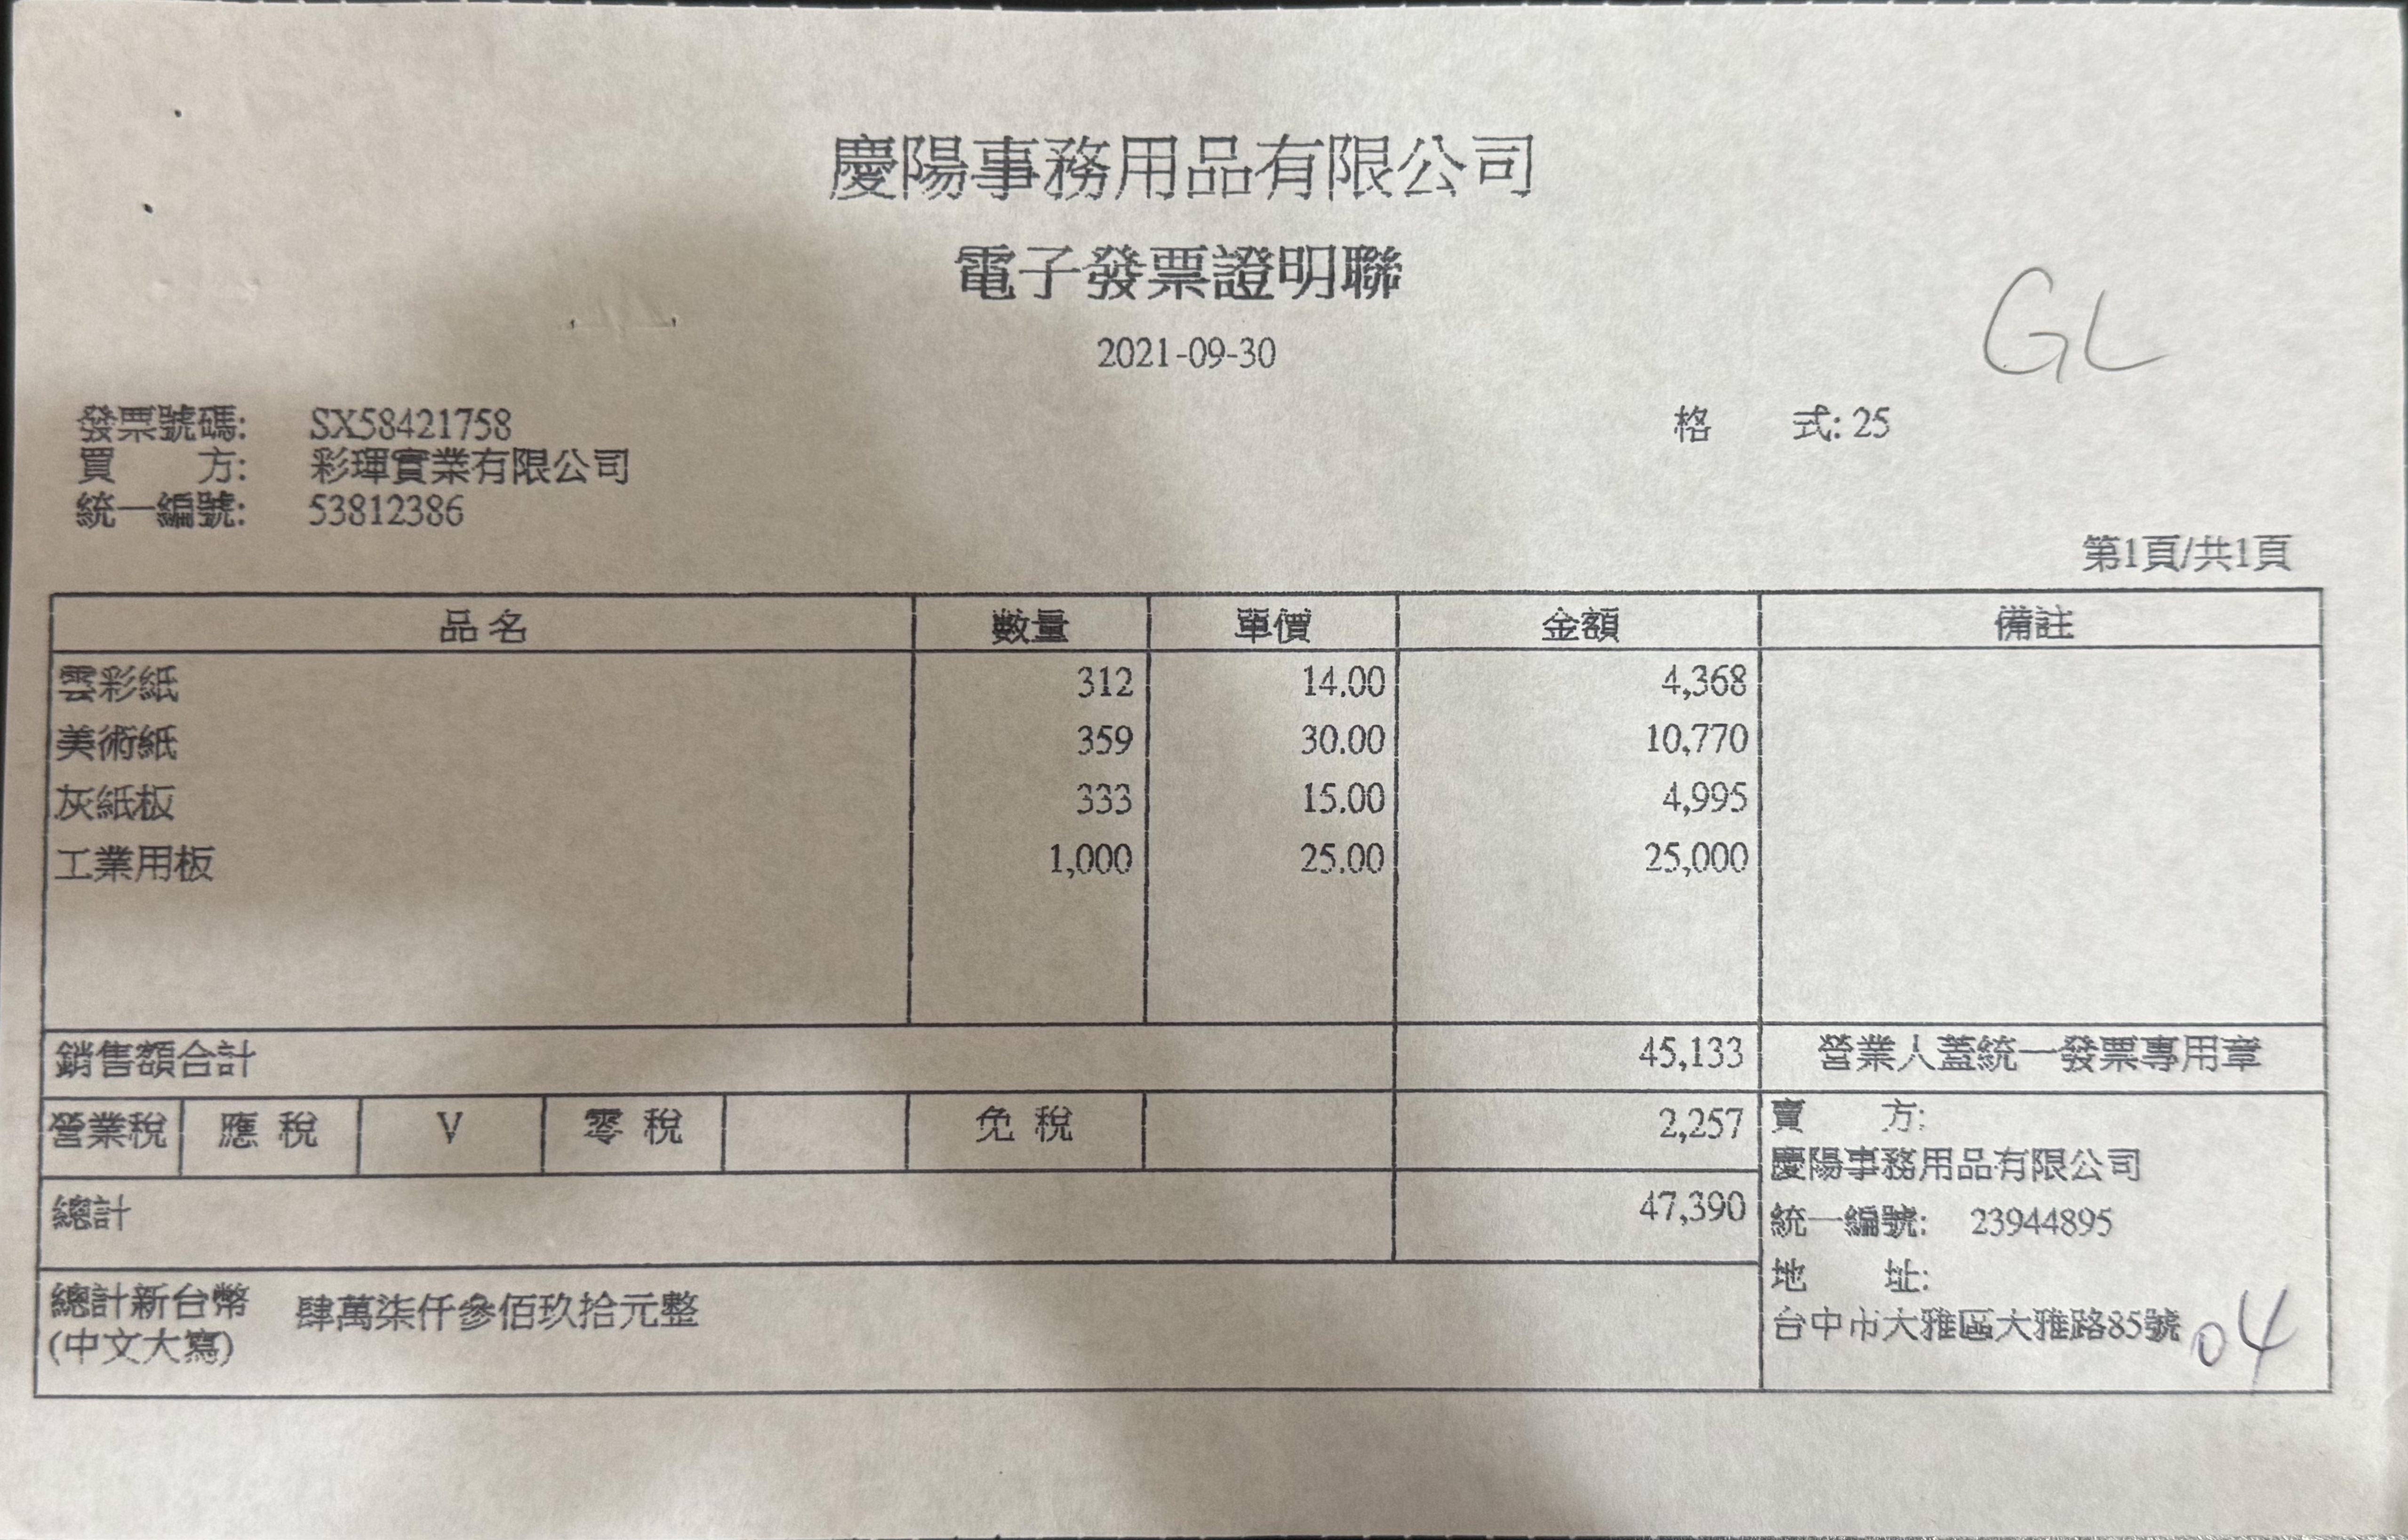 慶陽事務用品有限公司
電子發票證明聯
2021-09-30
GL
發票號碼: SX58421758
格 式: 25
買 方: 彩琿實業有限公司
統一編號: 53812386
第1頁/共1頁
品名 數量 單價 金額 備註
雲彩紙 312 14.00 4,368
美術紙 359 30.00 10,770
灰紙板 333 15.00 4,995
工業用板 1,000 25.00 25,000
銷售額合計 45,133 營業人蓋統一發票專用章
營業稅 應稅 V 零稅 免稅 2,257
總計 47,390
總計新台幣 肆萬柒仟參佰玖拾元整
(中文大寫)
賣 方:
慶陽事務用品有限公司
統一編號: 23944895
地 址:
台中市大雅區大雅路85號
04